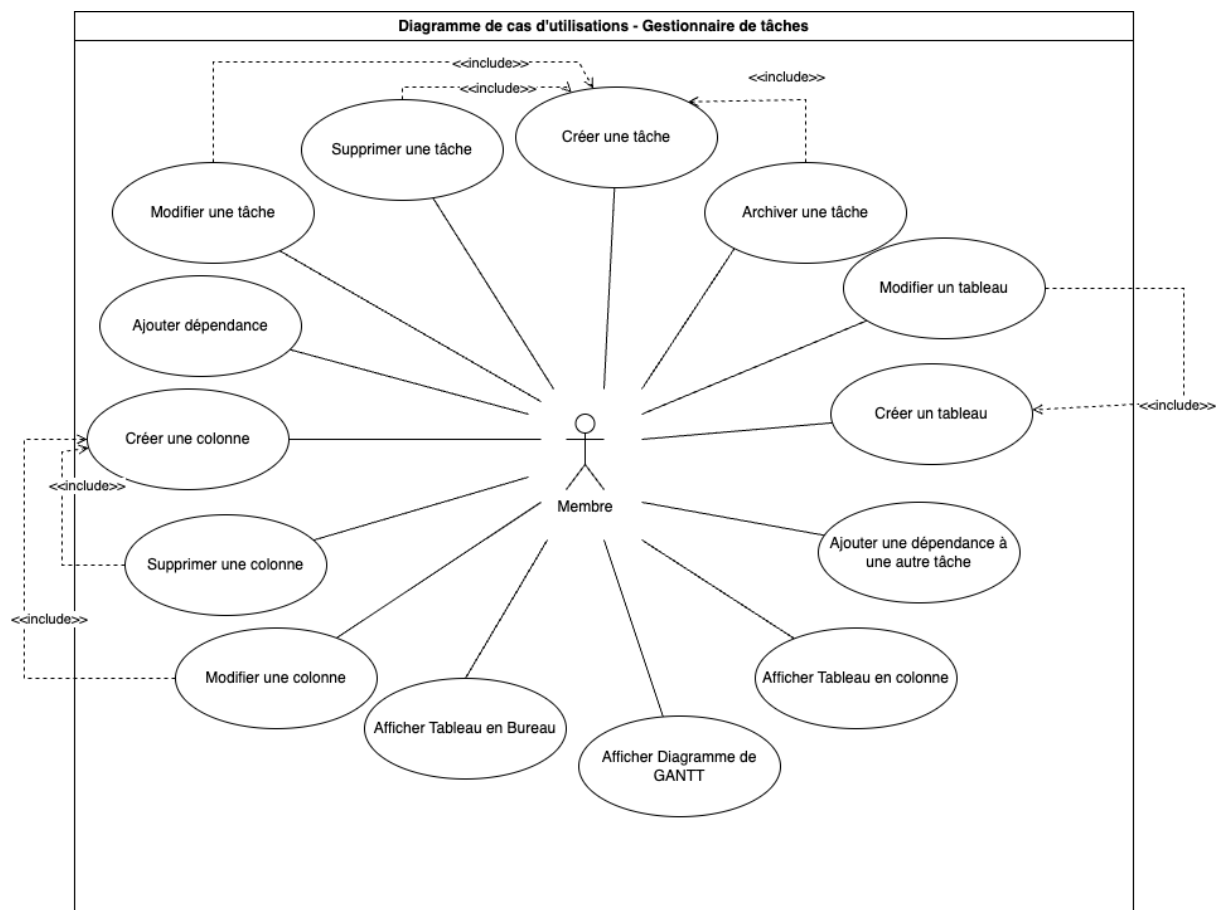 Diagramme de cas d'utilisations - Gestionnaire de tâches
<<include>>
<<include>>
<<include>>
Créer une tâche
Supprimer une tâche
Modifier une tâche
Archiver une tâche
Modifier un tableau
Ajouter dépendance
<<include>>
Créer un tableau
Créer une colonne
<<include>>
Membre
Ajouter une dépendance à
une autre tâche
Supprimer une colonne
<<include>>
Modifier une colonne
Afficher Tableau en colonne
Afficher Tableau en Bureau
Afficher Diagramme de
GANTT